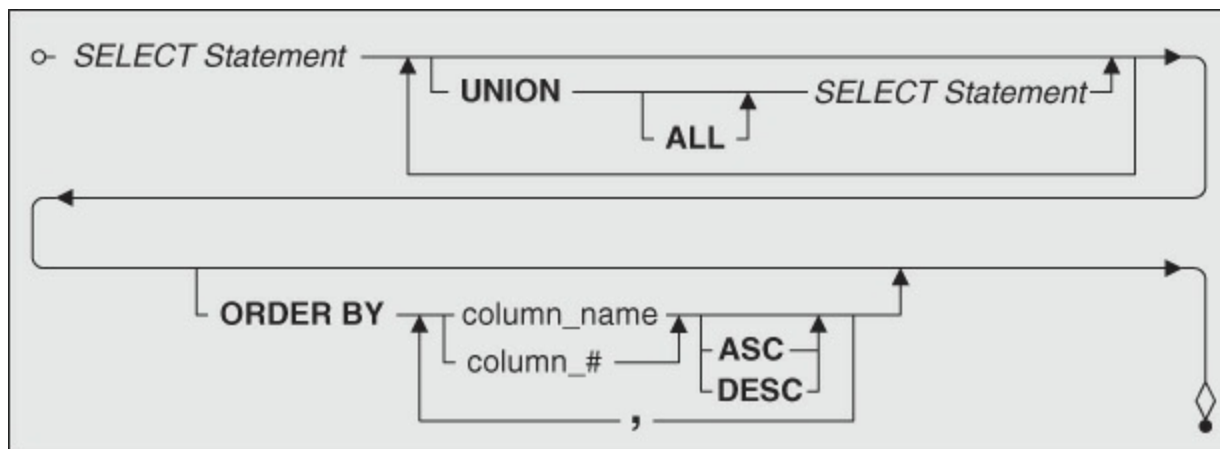 SELECT Statement
UNION SELECT Statement
ALL
ORDER BY column_name
column_# ASC
DESC
,